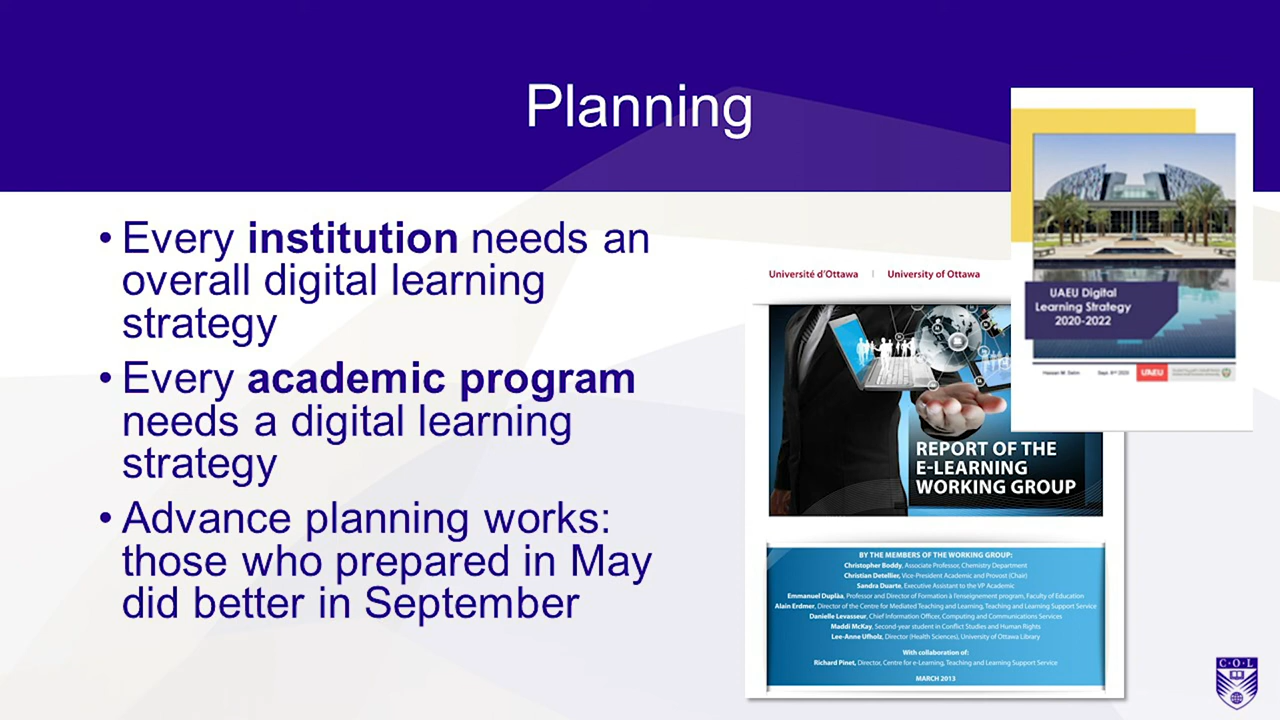 Planning
• Every institution needs an
overall digital learning
strategy
• Every academic program
needs a digital learning
strategy
• Advance planning works:
those who prepared in May
did better in September
UAEU Digital
Learning Strategy
2020-2022
UAEU
Université d'Ottawa | University of Ottawa
REPORT OF THE
E-LEARNING
WORKING GROUP
BY THE MEMBERS OF THE WORKING GROUP:
Christopher Boddy, Associate Professor, Chemistry Department
Christian Detellier, Vice-President Academic and Provost (Chair)
Sandra Duarte, Executive Assistant to the VP Academic
Emmanuel Duplàa, Professor and Director of Formation à l'enseignement program, Faculty of Education
Alain Erdmer, Director of the Centre for Mediated Teaching and Learning, Teaching and Learning Support Service
Danielle Levasseur, Chief Information Officer, Computing and Communications Services
Maddi McKay, Second-year student in Conflict Studies and Human Rights
Lee-Anne Ufholz, Director (Health Sciences), University of Ottawa Library
With collaboration of:
Richard Pinet, Director, Centre for e-Learning, Teaching and Learning Support Service
MARCH 2013
C·O·L